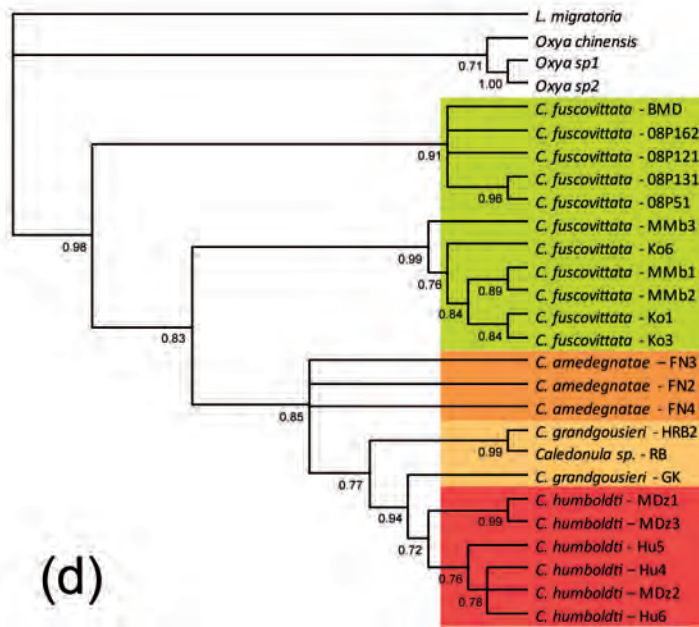 L. migratoria
Oxya chinensis
0.71
Oxya sp1
1.00
Oxya sp2
C. fuscovittata - BMD
C. fuscovittata - 08P162
0.91
C. fuscovittata - 08P121
C. fuscovittata - 08P131
0.96
C. fuscovittata - 08P51
C. fuscovittata - MMb3
0.98
0.99
C. fuscovittata - Ko6
0.76
C. fuscovittata - MMb1
0.89
C. fuscovittata - MMb2
0.84
C. fuscovittata - Ko1
0.83
0.84
C. fuscovittata - Ko3
C. amedegnatae – FN3
C. amedegnatae – FN2
C. amedegnatae – FN4
0.85
C. grandgousieri - HRB2
0.99
Caledonula sp. - RB
0.77
C. grandgousieri - GK
0.94
C. humboldti – MDz1
0.99
C. humboldti – MDz3
0.72
C. humboldti - Hu5
0.76
C. humboldti – Hu4
C. humboldti – MDz2
0.78
C. humboldti – Hu6
(d)